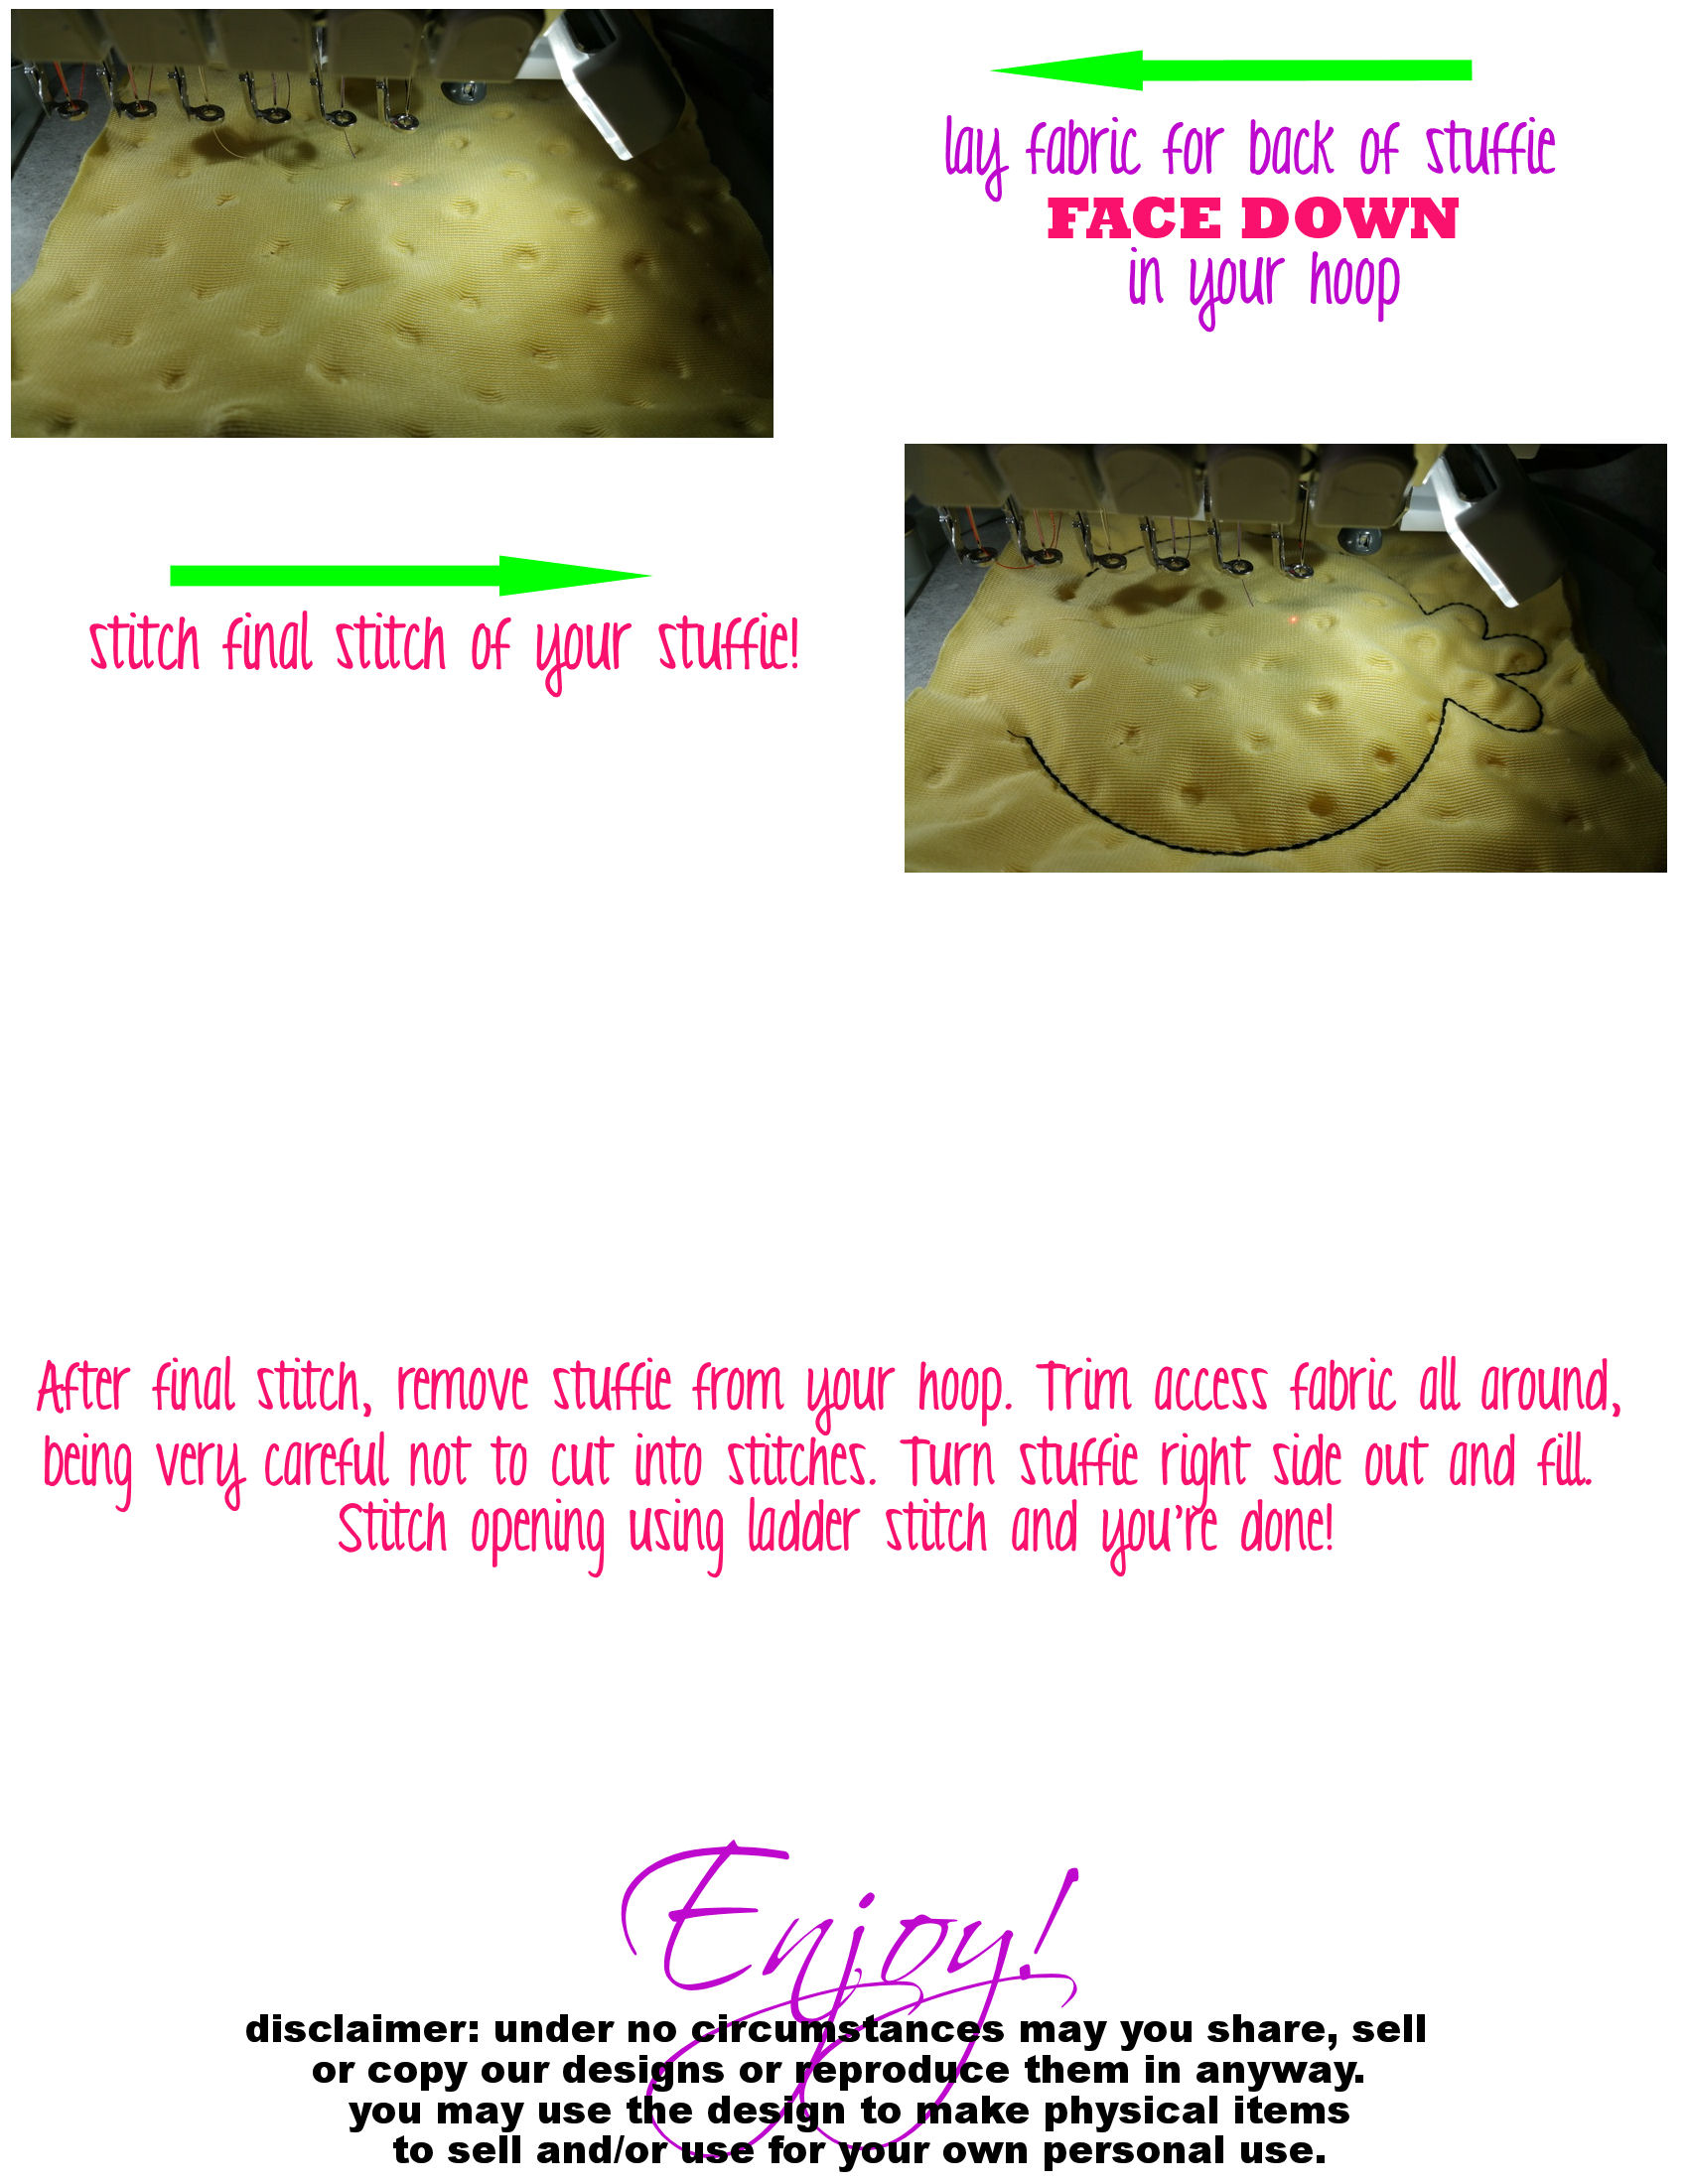 lay fabric for back of stuffie
FACE DOWN
in your hoop
stitch final stitch of your stuffie!
After final stitch, remove stuffie from your hoop. Trim access fabric all around,
being very careful not to cut into stitches. Turn stuffie right side out and fill.
Stitch opening using ladder stitch and you're done!
Enjoy!
disclaimer: under no circumstances may you share, sell
or copy our designs or reproduce them in anyway.
you may use the design to make physical items
to sell and/or use for your own personal use.